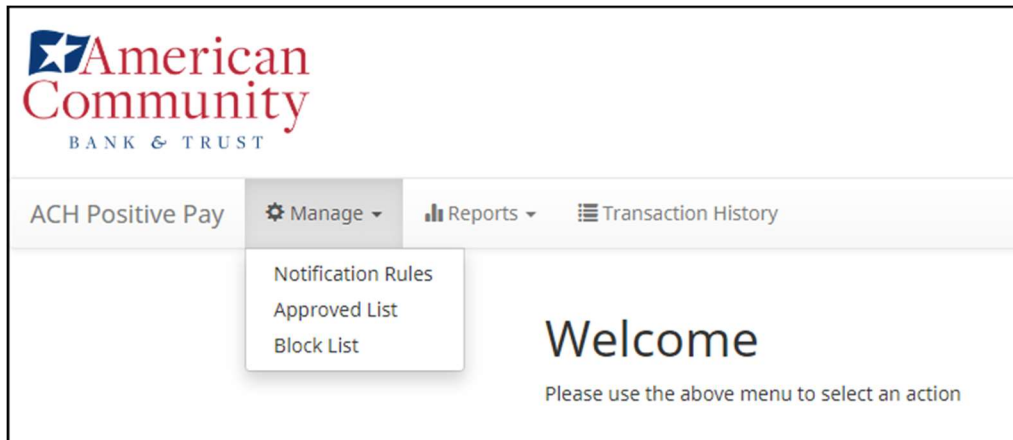 American
Community
BANK & TRUST
ACH Positive Pay Manage Reports Transaction History
Notification Rules
Approved List
Block List
Welcome
Please use the above menu to select an action